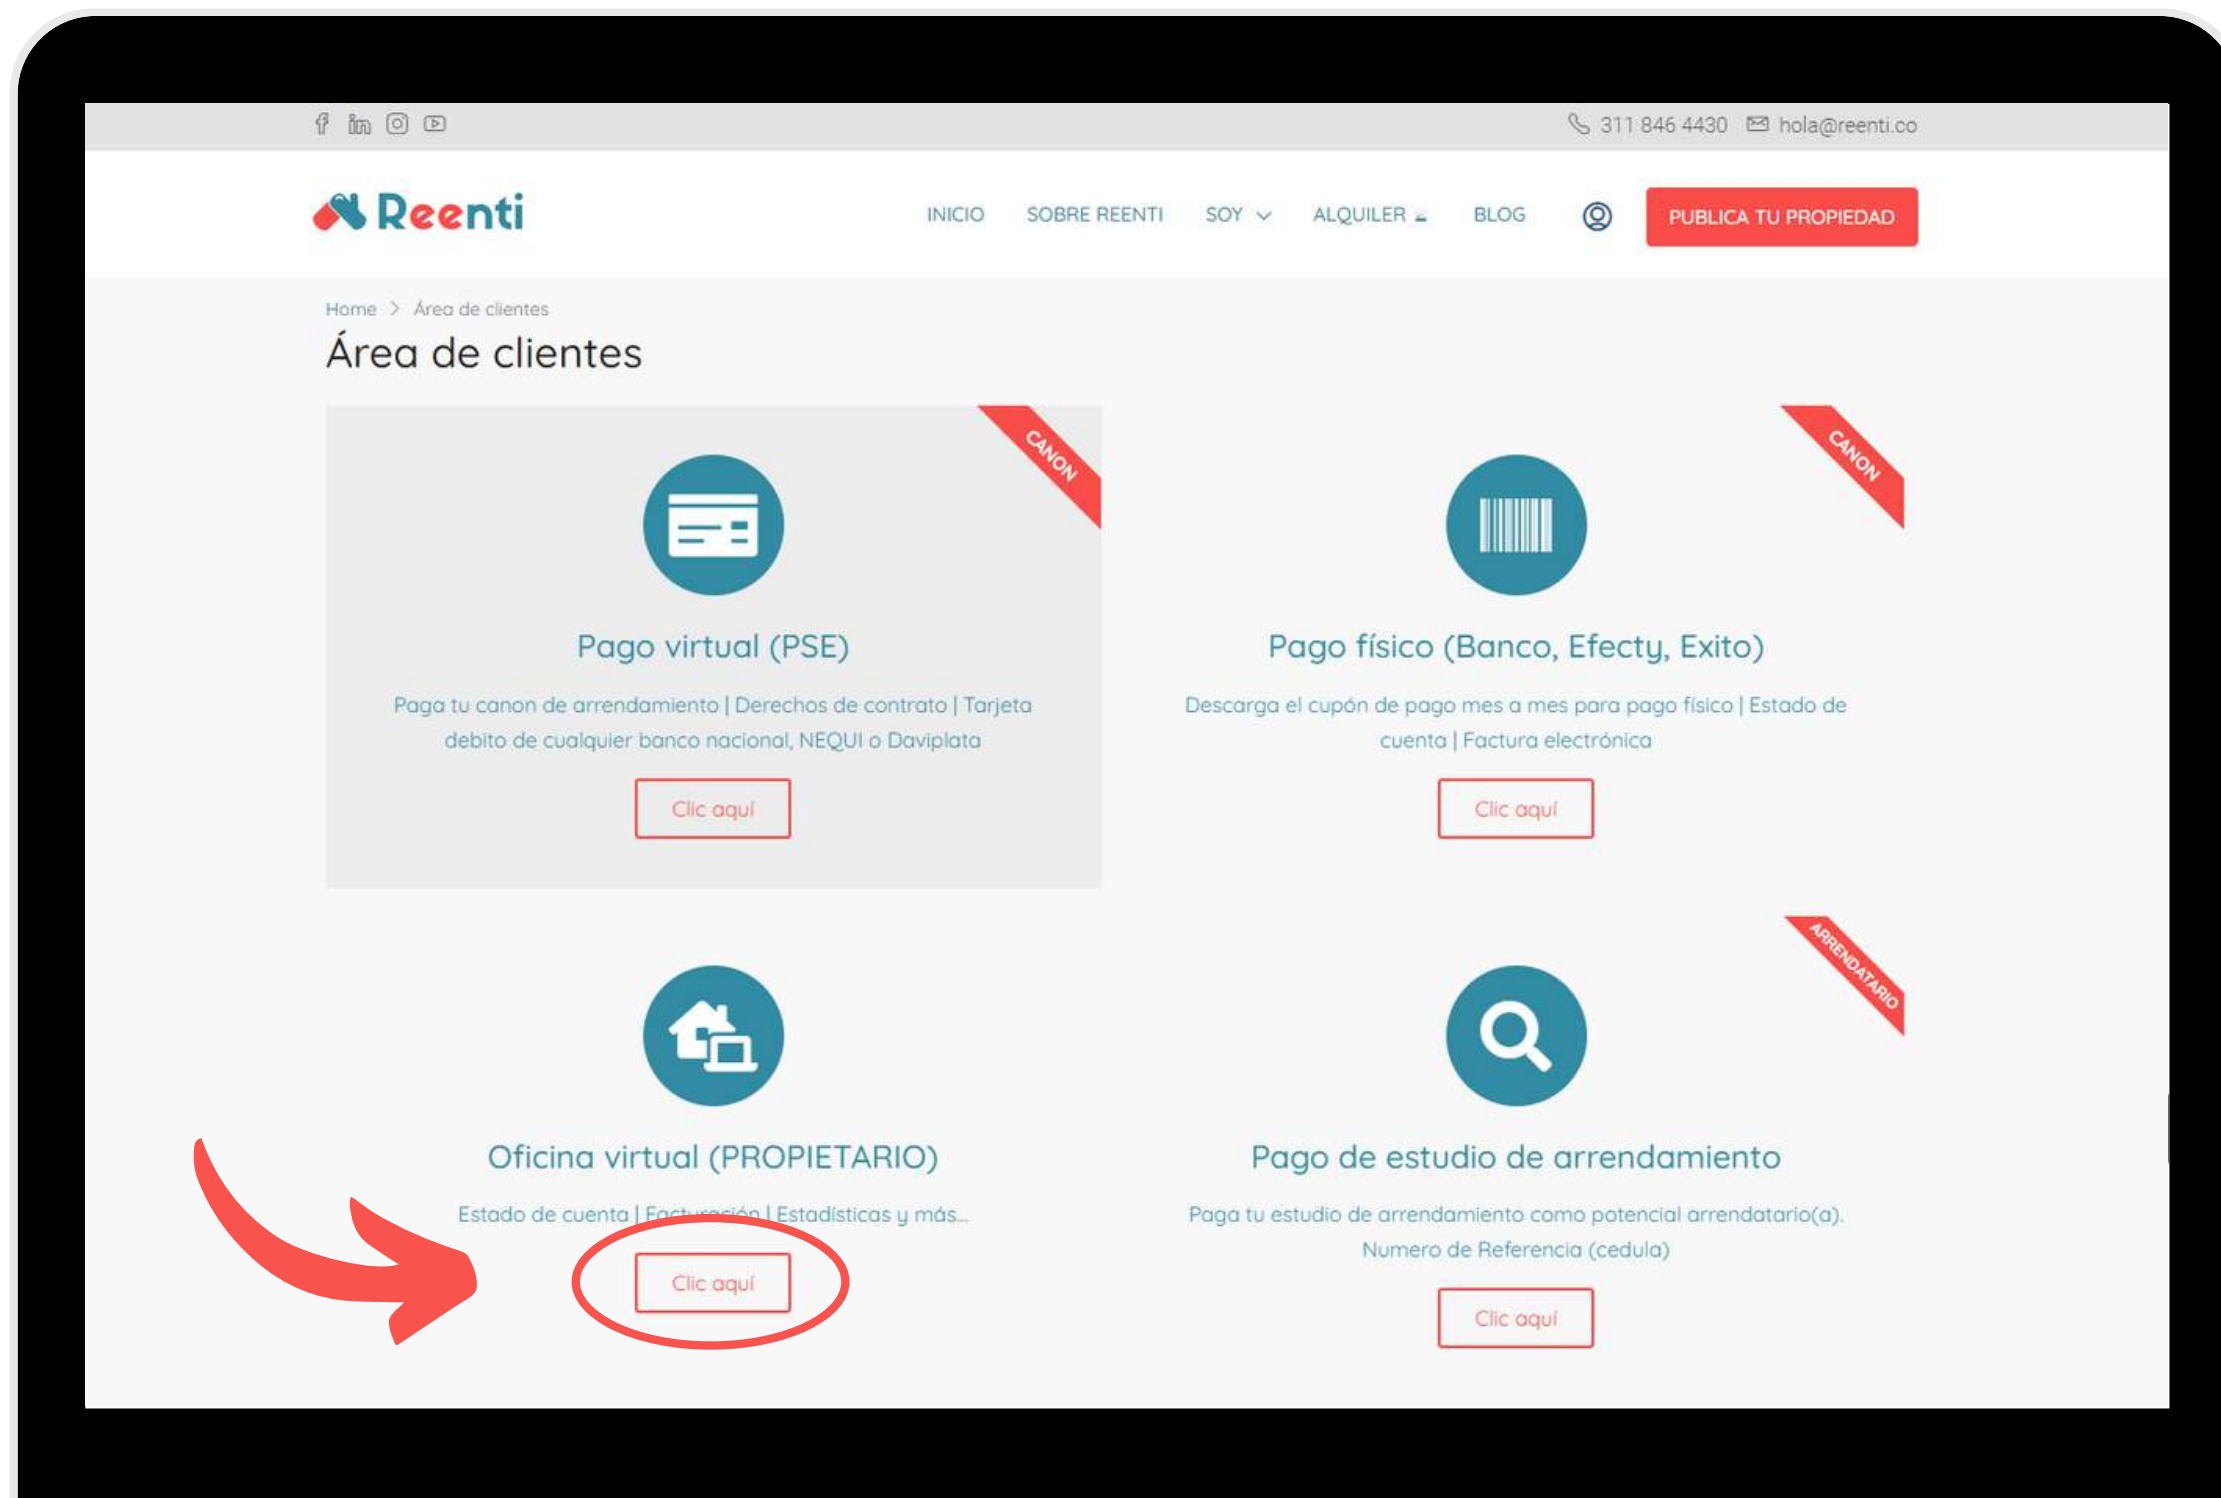 311 846 4430 hola@reenti.co
Reenti
INICIO SOBRE REENTI SOY ALQUILER BLOG PUBLICA TU PROPIEDAD
Home > Área de clientes
Área de clientes
CANON
Pago virtual (PSE)
Paga tu canon de arrendamiento | Derechos de contrato | Tarjeta
debito de cualquier banco nacional, NEQUI o Daviplata
Clic aquí
CANON
Pago físico (Banco, Efecty, Exito)
Descarga el cupón de pago mes a mes para pago físico | Estado de
cuenta | Factura electrónica
Clic aquí
Oficina virtual (PROPIETARIO)
Estado de cuenta | Facturación | Estadísticas y más...
Clic aquí
ARRENDATARIO
Pago de estudio de arrendamiento
Paga tu estudio de arrendamiento como potencial arrendatario(a).
Numero de Referencia (cedula)
Clic aquí